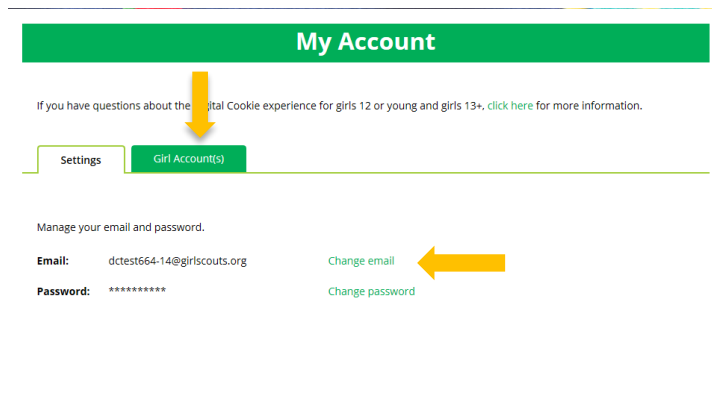 My Account
If you have questions about the Digital Cookie experience for girls 12 or young and girls 13+, click here for more information.
Settings
Girl Account(s)
Manage your email and password.
Email: dctest664-14@girlscouts.org Change email
Password: ********** Change password